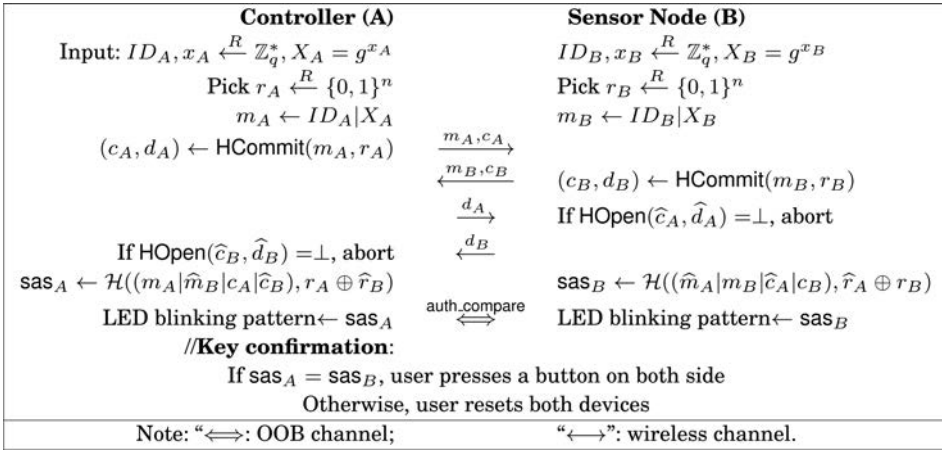 Controller (A) Sensor Node (B)
Input: ID_A, x_A ←^R ℤ*_q, X_A = g^{x_A} ID_B, x_B ←^R ℤ*_q, X_B = g^{x_B}
Pick r_A ←^R {0, 1}^n Pick r_B ←^R {0, 1}^n
m_A ← ID_A|X_A m_B ← ID_B|X_B
(c_A, d_A) ← HCommit(m_A, r_A) m_A,c_A →
← m_B,c_B (c_B, d_B) ← HCommit(m_B, r_B)
d_A → If HOpen(ĉ_A, d̂_A) =⊥, abort
If HOpen(ĉ_B, d̂_B) =⊥, abort ← d_B
sas_A ← ℋ((m_A|m̂_B|c_A|ĉ_B), r_A ⊕ r̂_B) sas_B ← ℋ((m̂_A|m_B|ĉ_A|c_B), r̂_A ⊕ r_B)
LED blinking pattern← sas_A auth_compare ⟺ LED blinking pattern← sas_B
//Key confirmation:
If sas_A = sas_B, user presses a button on both side
Otherwise, user resets both devices
Note: “⟺: OOB channel; “⟷”: wireless channel.